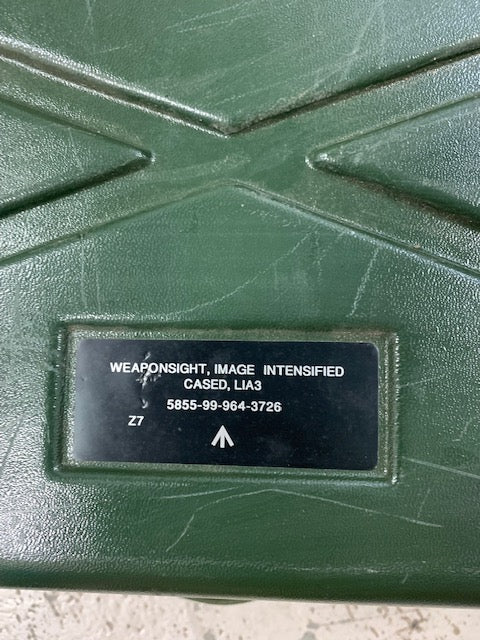 WEAPONSIGHT, IMAGE INTENSIFIED
CASED, LIA3
5855-99-964-3726
Z7